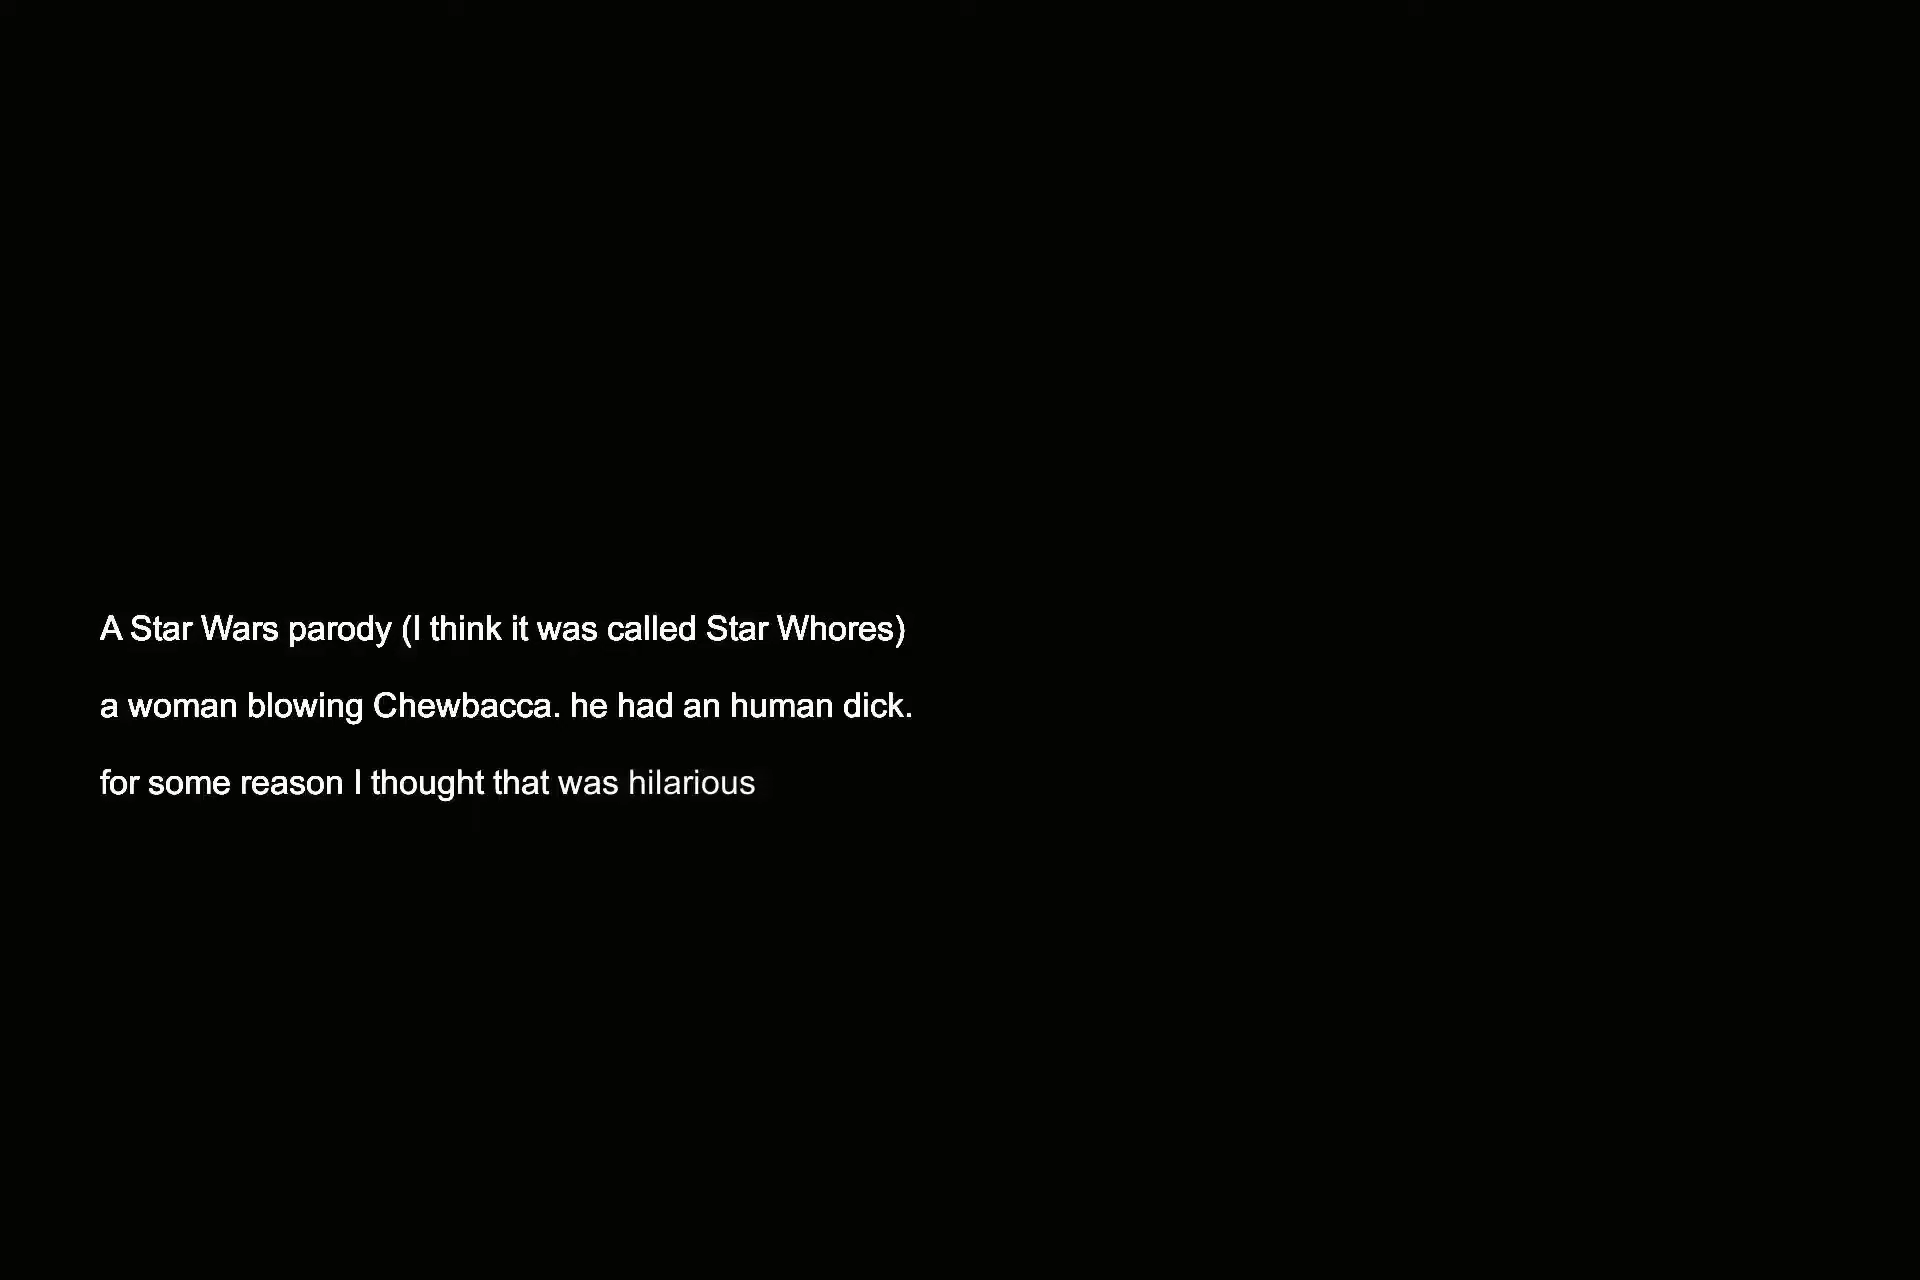 A Star Wars parody (I think it was called Star Whores)
a woman blowing Chewbacca. he had an human dick.
for some reason I thought that was hilarious